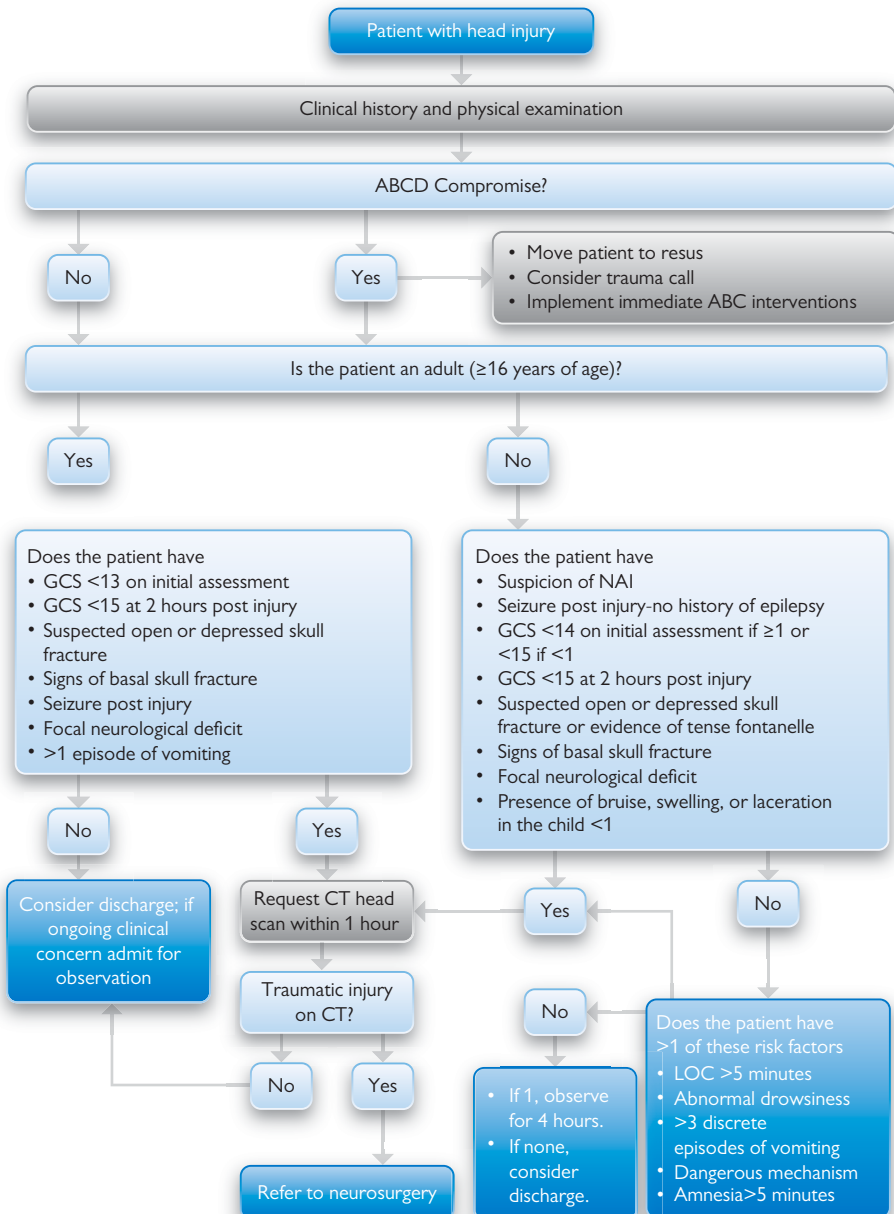 Patient with head injury
Clinical history and physical examination
ABCD Compromise?
No
Yes
• Move patient to resus
• Consider trauma call
• Implement immediate ABC interventions
Is the patient an adult (≥16 years of age)?
Yes
No
Does the patient have
• GCS <13 on initial assessment
• GCS <15 at 2 hours post injury
• Suspected open or depressed skull
fracture
• Signs of basal skull fracture
• Seizure post injury
• Focal neurological deficit
• >1 episode of vomiting
Does the patient have
• Suspicion of NAI
• Seizure post injury-no history of epilepsy
• GCS <14 on initial assessment if ≥1 or
<15 if <1
• GCS <15 at 2 hours post injury
• Suspected open or depressed skull
fracture or evidence of tense fontanelle
• Signs of basal skull fracture
• Focal neurological deficit
• Presence of bruise, swelling, or laceration
in the child <1
No
Yes
Consider discharge; if
ongoing clinical
concern admit for
observation
Request CT head
scan within 1 hour
Yes
No
Traumatic injury
on CT?
No
Yes
Refer to neurosurgery
No
• If 1, observe
for 4 hours.
• If none,
consider
discharge.
Does the patient have
>1 of these risk factors
• LOC >5 minutes
• Abnormal drowsiness
• >3 discrete
episodes of vomiting
• Dangerous mechanism
• Amnesia>5 minutes